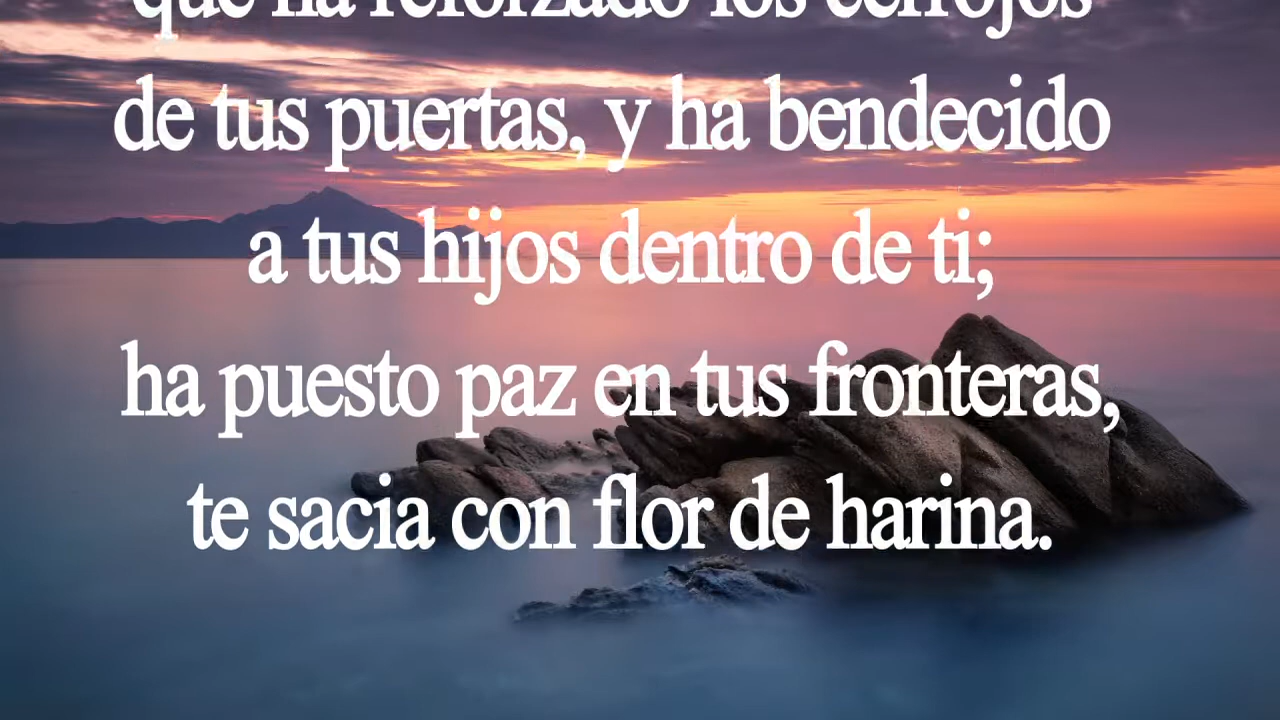 que ha reforzado los cerrojos
de tus puertas, y ha bendecido
a tus hijos dentro de ti;
ha puesto paz en tus fronteras,
te sacia con flor de harina.